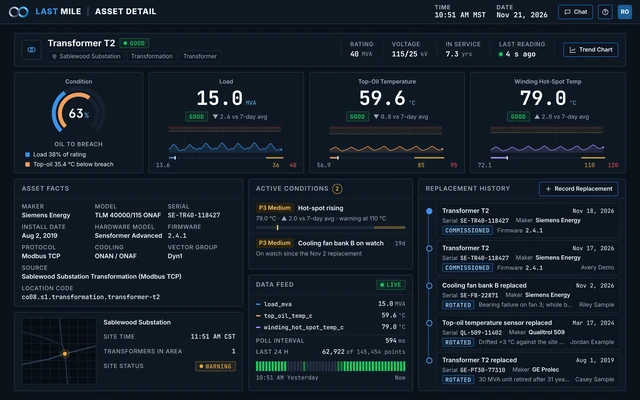 LAST MILE | ASSET DETAIL
TIME
10:51 AM MST
DATE
Nov 21, 2026
Chat
RO
Transformer T2
GOOD
Sablewood Substation
Transformation
Transformer
RATING
40 MVA
VOLTAGE
115/25 kV
IN SERVICE
7.3 yrs
LAST READING
4 s ago
Trend Chart
Condition
63%
OIL TO BREACH
Load 38% of rating
Top-oil 35.4 °C below breach
Load
15.0 MVA
GOOD ▼ 2.6 vs 7-day avg
13.6 36 40
Top-Oil Temperature
59.6 °C
GOOD ▼ 0.8 vs 7-day avg
56.9 85 95
Winding Hot-Spot Temp
79.0 °C
GOOD ▲ 2.0 vs 7-day avg
72.1 110 120
ASSET FACTS
MAKER
Siemens Energy
MODEL
TLM 40000/115 ONAF
SERIAL
SE-TR40-118427
INSTALL DATE
Aug 2, 2019
HARDWARE MODEL
Sensformer Advanced
FIRMWARE
2.4.1
PROTOCOL
Modbus TCP
COOLING
ONAN / ONAF
VECTOR GROUP
Dyn1
SOURCE
Sablewood Substation Transformation (Modbus TCP)
LOCATION CODE
co08.s1.transformation.transformer-t2
Sablewood Substation
SITE TIME 11:51 AM CST
TRANSFORMERS IN AREA 1
SITE STATUS WARNING
ACTIVE CONDITIONS 2
P3 Medium Hot-spot rising
79.0 °C · ▲ 2.0 vs 7-day avg · warning at 110 °C
P3 Medium Cooling fan bank B on watch 19d
On watch since the Nov 2 replacement
DATA FEED
LIVE
load_mva 15.0 MVA
top_oil_temp_c 59.6 °C
winding_hot_spot_temp_c 79.0 °C
POLL INTERVAL 594 ms
LAST 24 H 62,922 of 145,454 points
10:51 AM Yesterday Now
REPLACEMENT HISTORY
+ Record Replacement
Transformer T2 Nov 18, 2026
Serial SE-TR40-118427 Maker Siemens Energy
COMMISSIONED Firmware 2.4.1
Transformer T2 Nov 17, 2026
Serial SE-TR40-118427 Maker Siemens Energy
COMMISSIONED Avery Demo
Cooling fan bank B replaced Nov 2, 2026
Serial SE-FB-22871 Maker Siemens Energy
ROTATED Bearing failure on fan 3; whole b... Riley Sample
Top-oil temperature sensor replaced Mar 17, 2024
Serial QL-509-11402 Maker Qualitrol 509
ROTATED Drifted +3 °C against the site ... Jordan Example
Transformer T2 replaced Aug 1, 2019
Serial GE-PT30-77310 Maker GE Prolec
ROTATED 30 MVA unit retired after 31 year... Casey Sample